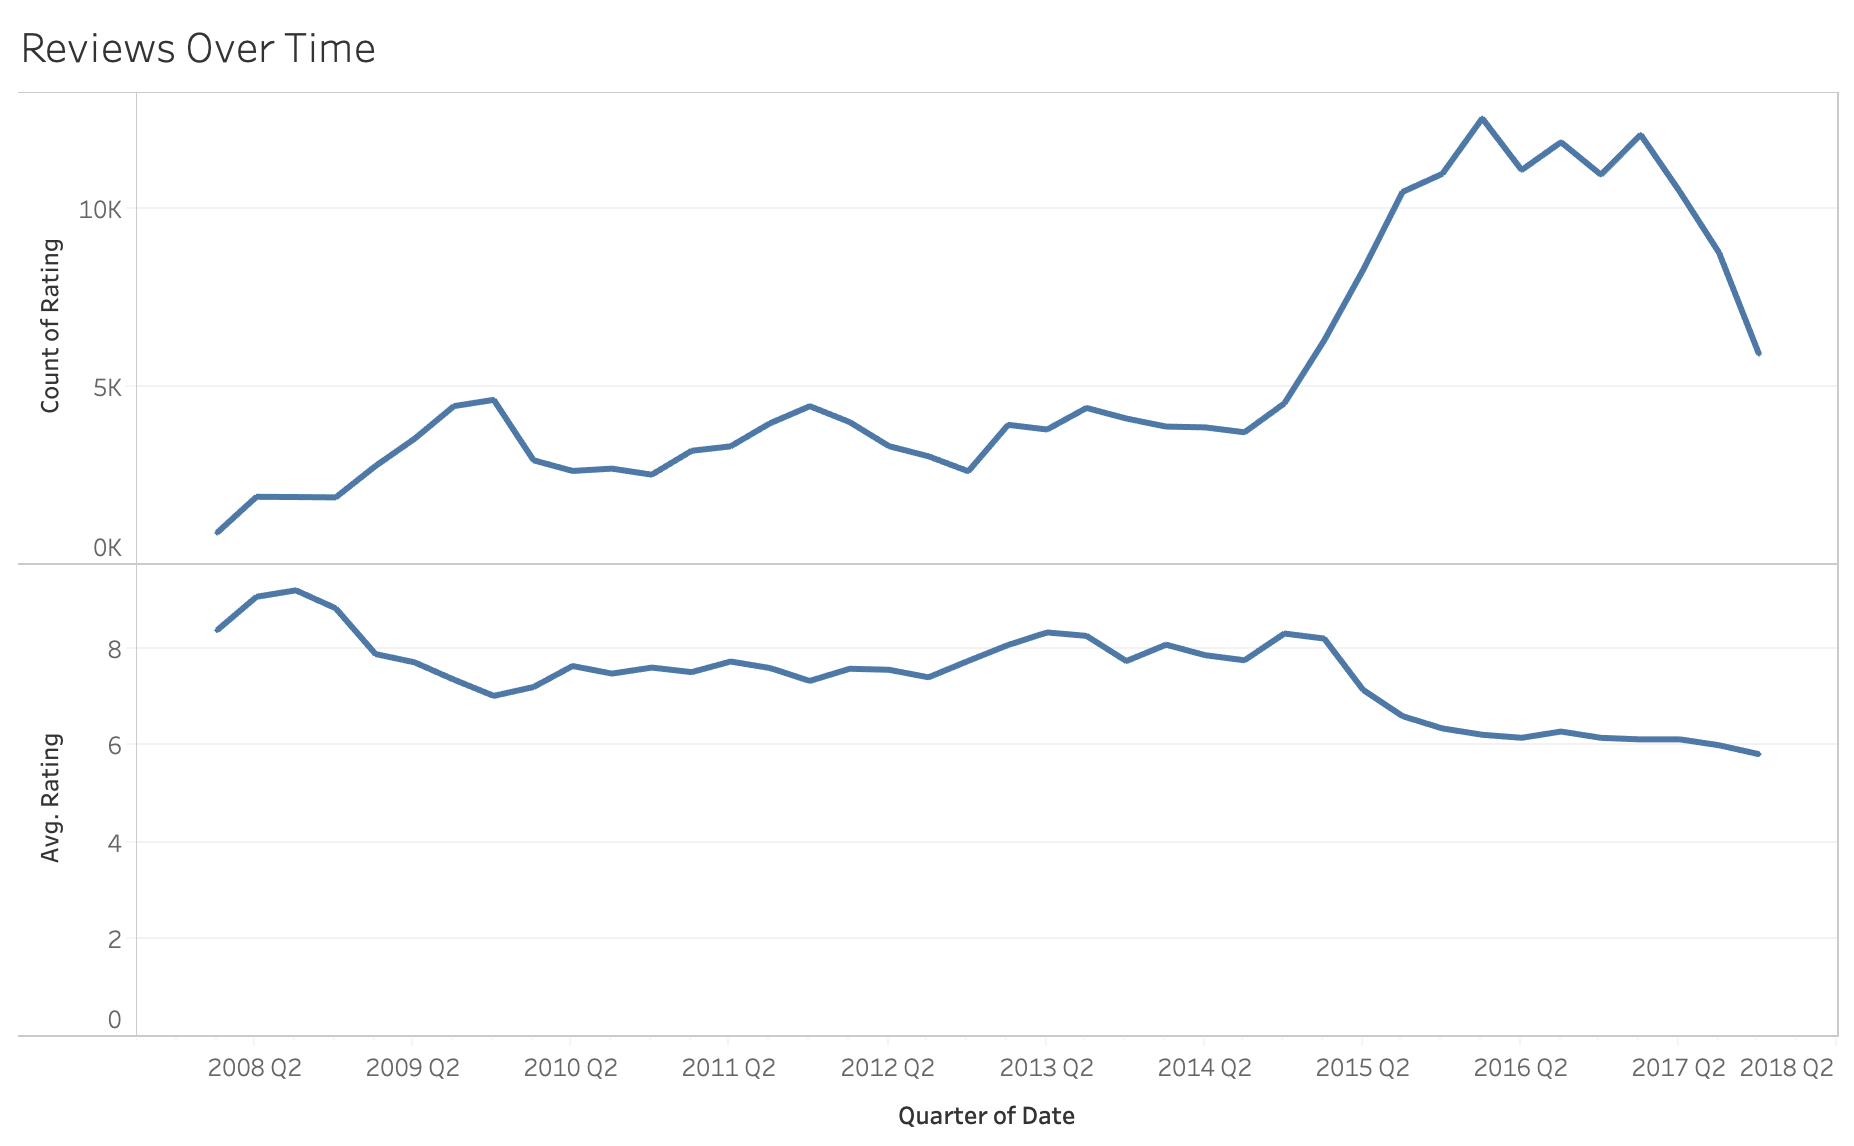 Reviews Over Time
Count of Rating
10K
5K
0K
Avg. Rating
8
6
4
2
0
2008 Q2 2009 Q2 2010 Q2 2011 Q2 2012 Q2 2013 Q2 2014 Q2 2015 Q2 2016 Q2 2017 Q2 2018 Q2
Quarter of Date